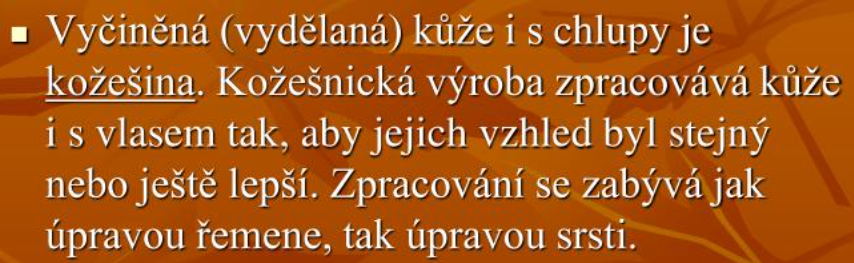 Vyčiněná (vydělaná) kůže i s chlupy je
kožešina. Kožešnická výroba zpracovává kůže
i s vlasem tak, aby jejich vzhled byl stejný
nebo ještě lepší. Zpracování se zabývá jak
úpravou řemene, tak úpravou srsti.